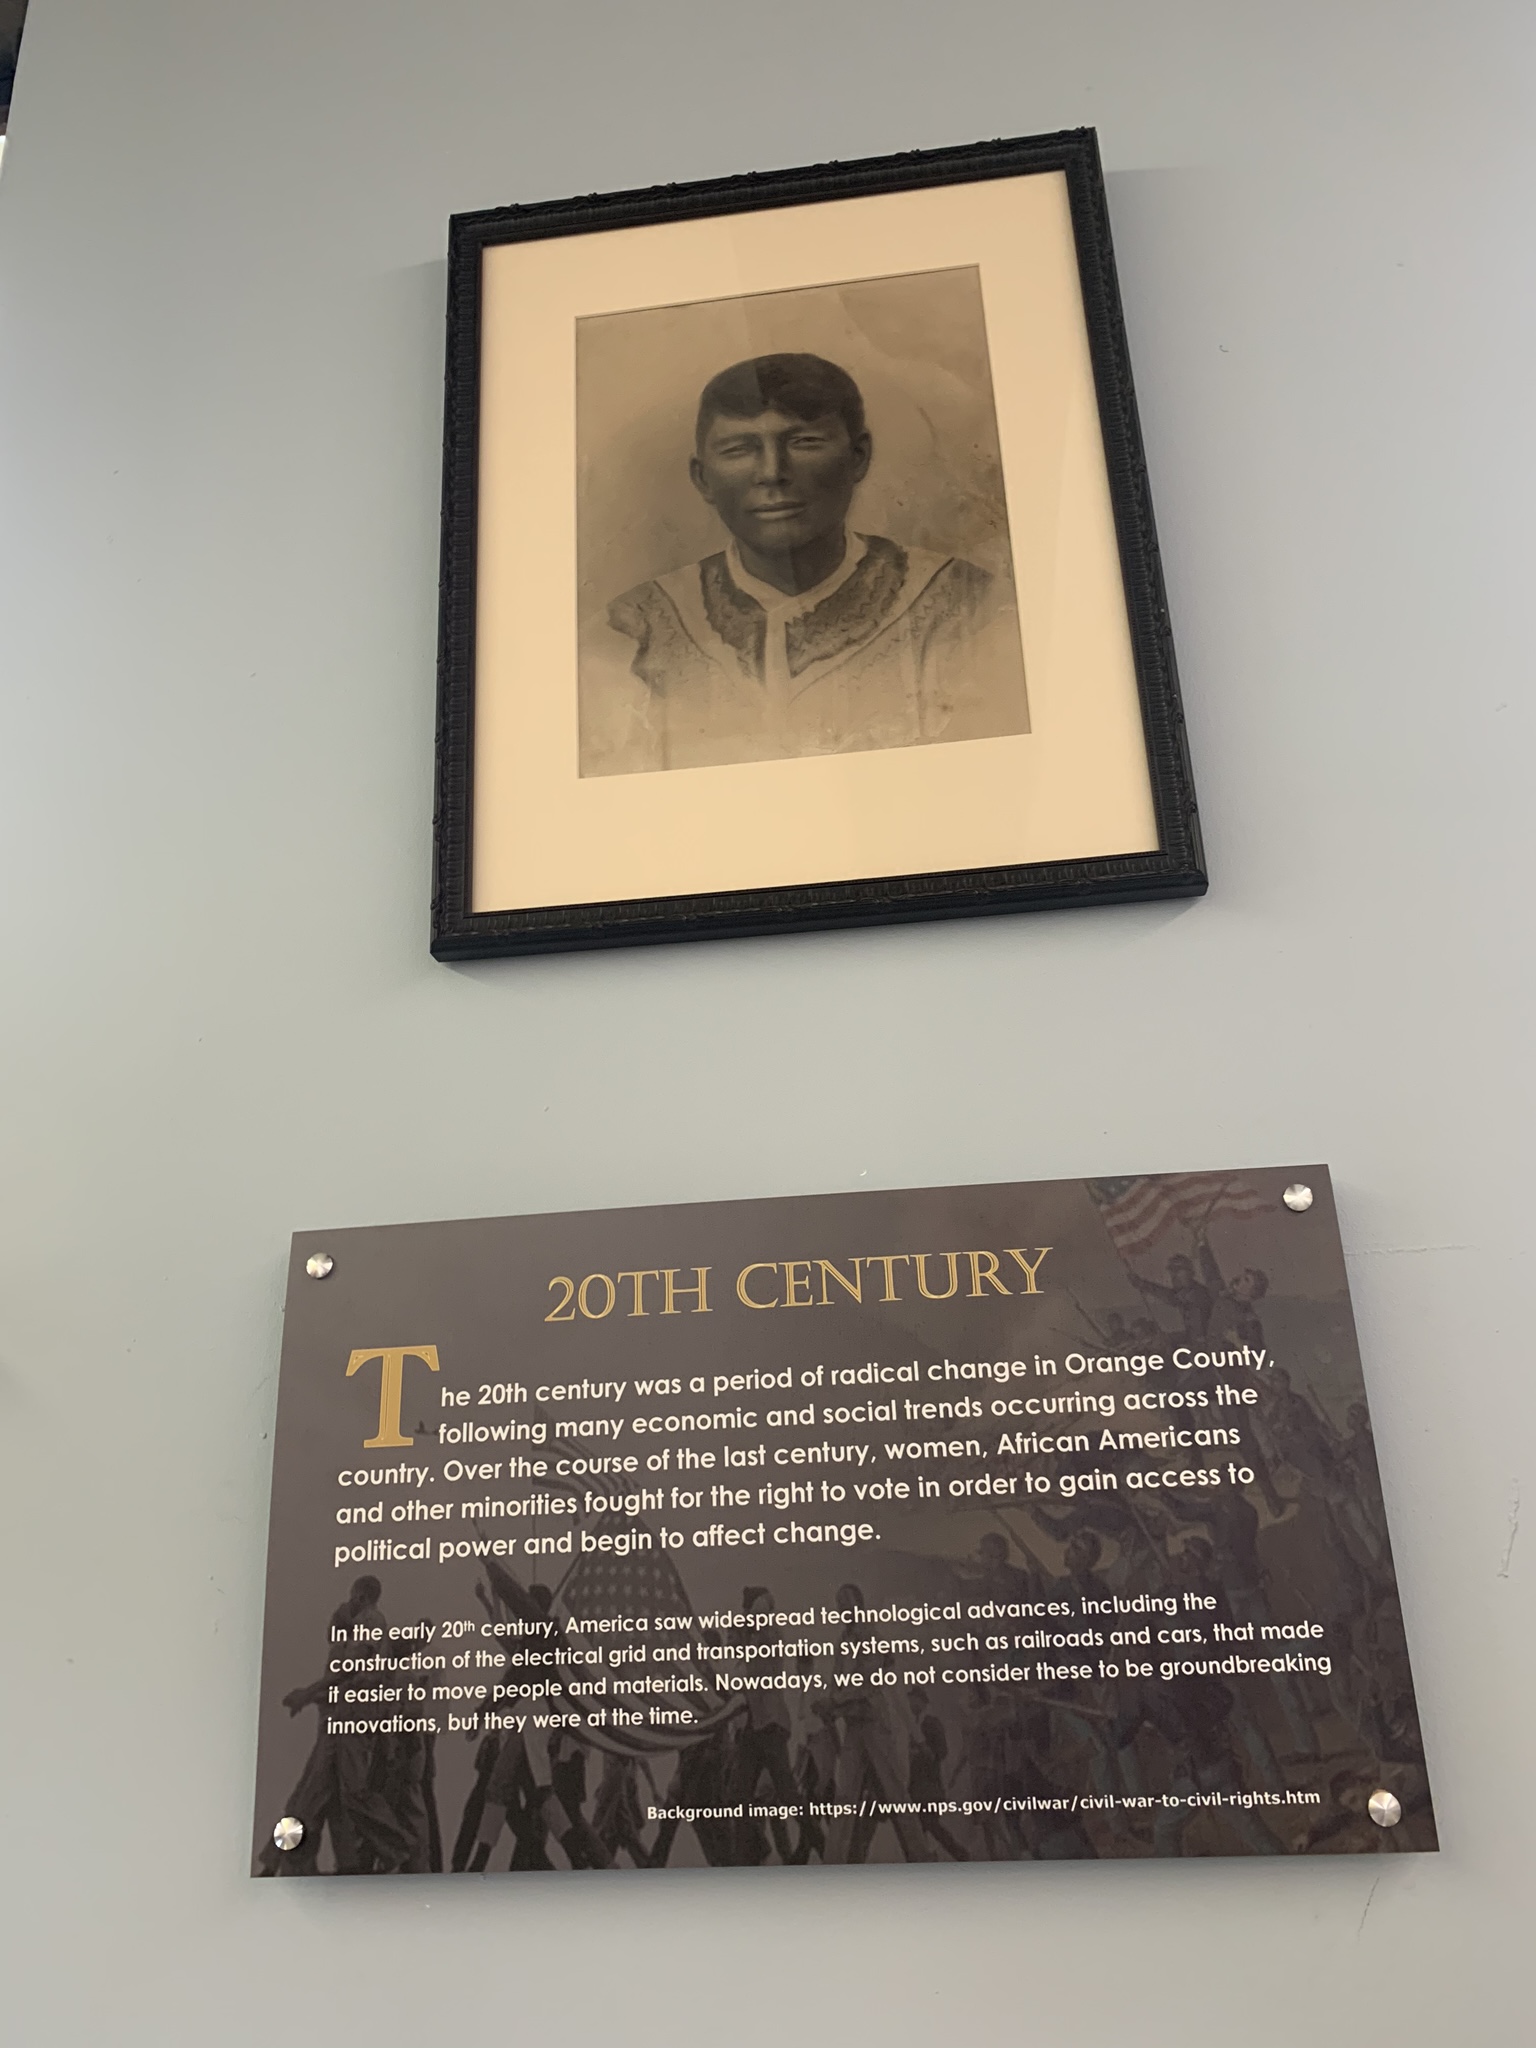 20TH CENTURY
The 20th century was a period of radical change in Orange County,
following many economic and social trends occurring across the
country. Over the course of the last century, women, African Americans
and other minorities fought for the right to vote in order to gain access to
political power and begin to affect change.
In the early 20th century, America saw widespread technological advances, including the
construction of the electrical grid and transportation systems, such as railroads and cars, that made
it easier to move people and materials. Nowadays, we do not consider these to be groundbreaking
innovations, but they were at the time.
Background image: https://www.nps.gov/civilwar/civil-war-to-civil-rights.htm